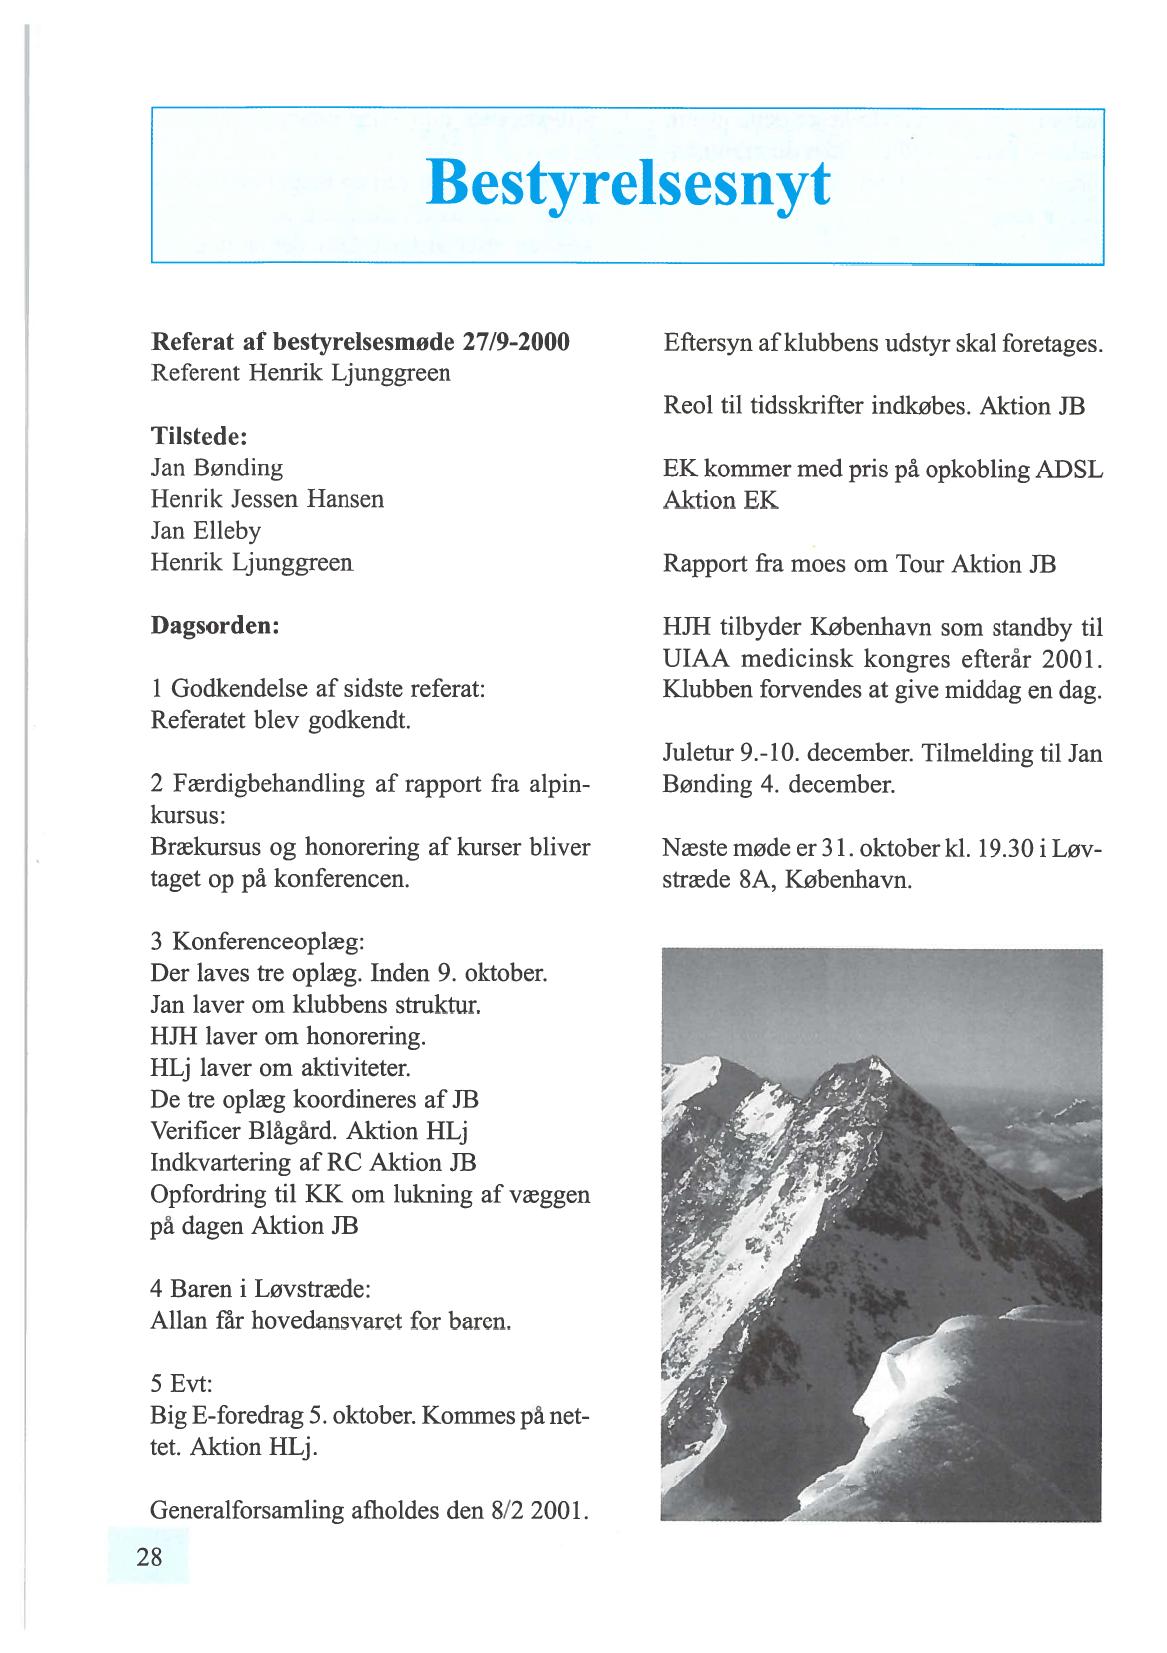 Bestyrelsesnyt
Referat af bestyrelsesmøde 27/9-2000
Referent Henrik Ljunggreen
Tilstede:
Jan Bønding
Henrik Jessen Hansen
Jan Elleby
Henrik Ljunggreen
Dagsorden:
1 Godkendelse af sidste referat:
Referatet blev godkendt.
2 Færdigbehandling af rapport fra alpin-
kursus:
Brækursus og honorering af kurser bliver
taget op på konferencen.
3 Konferenceoplæg:
Der laves tre oplæg. Inden 9. oktober.
Jan laver om klubbens struktur.
HJH laver om honorering.
HLj laver om aktiviteter.
De tre oplæg koordineres af JB
Verificer Blågård. Aktion HLj
Indkvartering af RC Aktion JB
Opfordring til KK om lukning af væggen
på dagen Aktion JB
4 Baren i Løvstræde:
Allan får hovedansvaret for baren.
5 Evt:
Big E-foredrag 5. oktober. Kommes på net-
tet. Aktion HLj.
Generalforsamling afholdes den 8/2 2001.
Eftersyn af klubbens udstyr skal foretages.
Reol til tidsskrifter indkøbes. Aktion JB
EK kommer med pris på opkobling ADSL
Aktion EK
Rapport fra moes om Tour Aktion JB
HJH tilbyder København som standby til
UIAA medicinsk kongres efterår 2001.
Klubben forvendes at give middag en dag.
Juletur 9.-10. december. Tilmelding til Jan
Bønding 4. december.
Næste møde er 31. oktober kl. 19.30 i Løv-
stræde 8A, København.
28